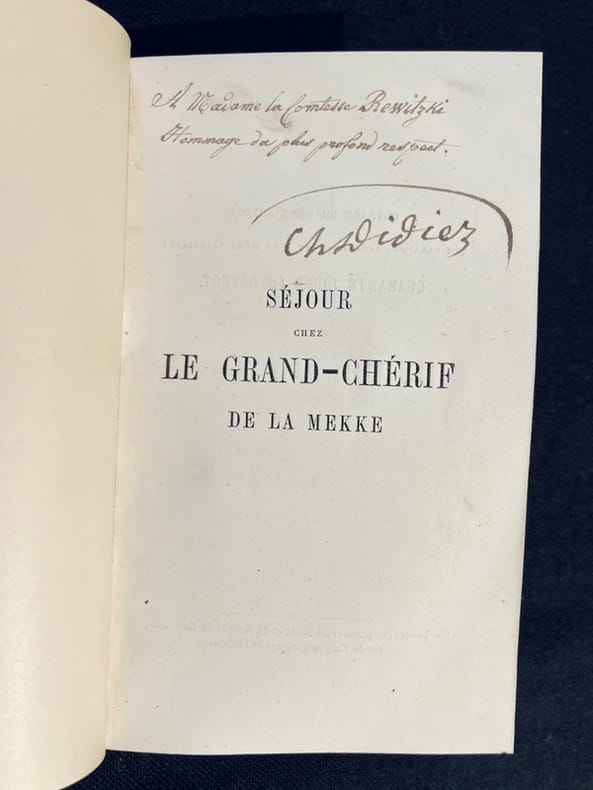 A Madame la Comtesse Rewitzki
Hommage du plus profond respect.
Ch Didier
SÉJOUR
CHEZ
LE GRAND-CHÉRIF
DE LA MEKKE